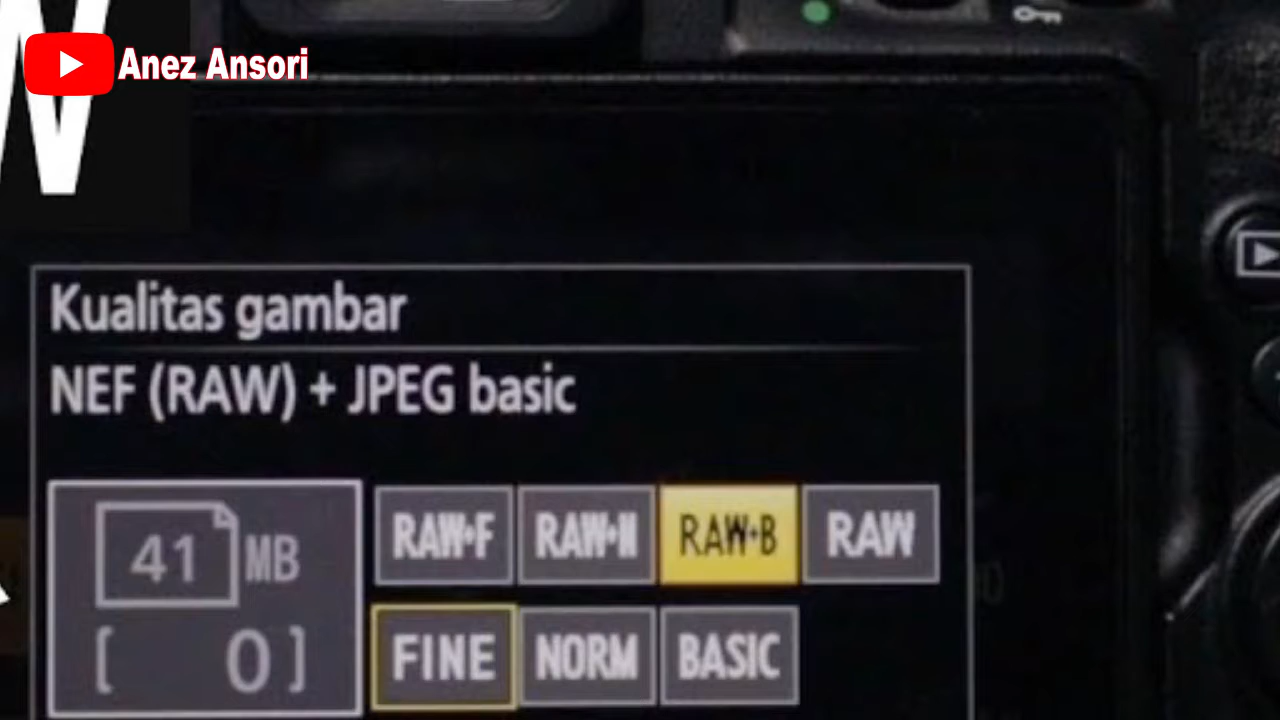 Anez Ansori
Kualitas gambar
NEF (RAW) + JPEG basic
41 MB
[ 0]
RAW+F RAW+N RAW+B RAW
FINE NORM BASIC